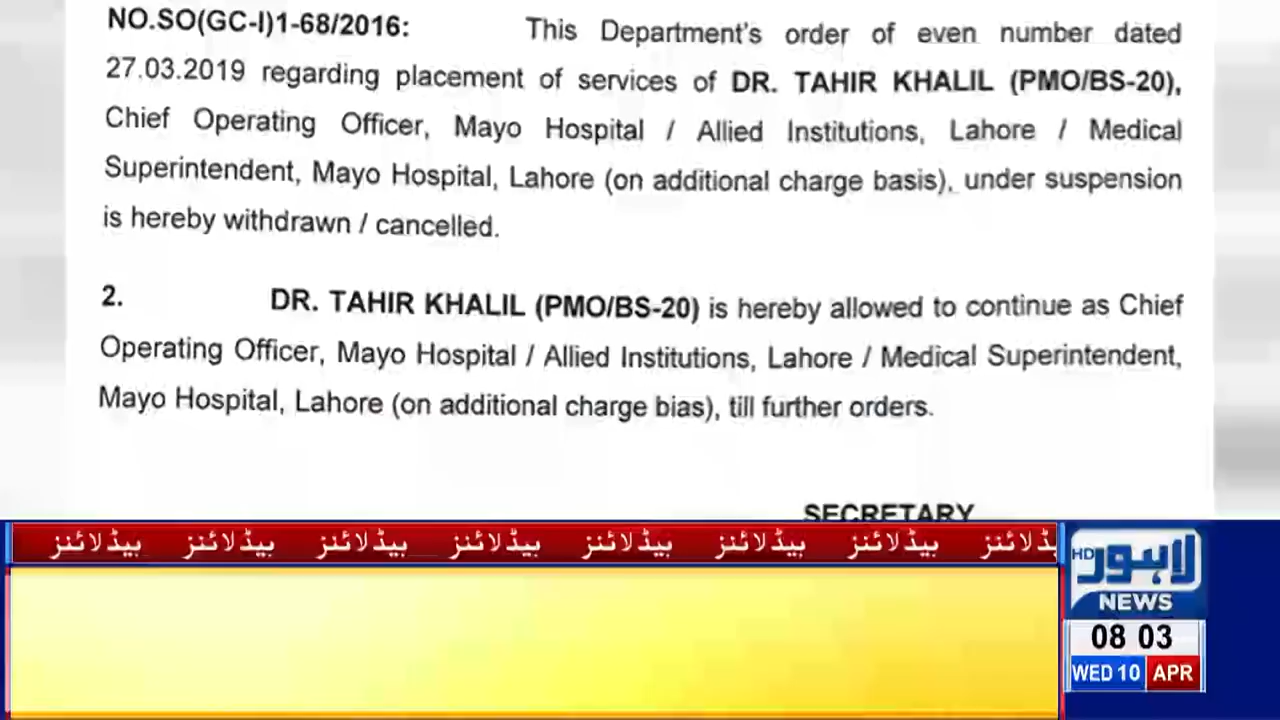 NO.SO(GC-I)1-68/2016: This Department's order of even number dated
27.03.2019 regarding placement of services of DR. TAHIR KHALIL (PMO/BS-20),
Chief Operating Officer, Mayo Hospital / Allied Institutions, Lahore / Medical
Superintendent, Mayo Hospital, Lahore (on additional charge basis), under suspension
is hereby withdrawn / cancelled.
2. DR. TAHIR KHALIL (PMO/BS-20) is hereby allowed to continue as Chief
Operating Officer, Mayo Hospital / Allied Institutions, Lahore / Medical Superintendent,
Mayo Hospital, Lahore (on additional charge bias), till further orders.
SECRETARY
ہیڈلائنز ہیڈلائنز ہیڈلائنز ہیڈلائنز ہیڈلائنز ہیڈلائنز ہیڈلائنز ہیڈلائنز
HD لاہور
NEWS
08 03
WED 10 APR